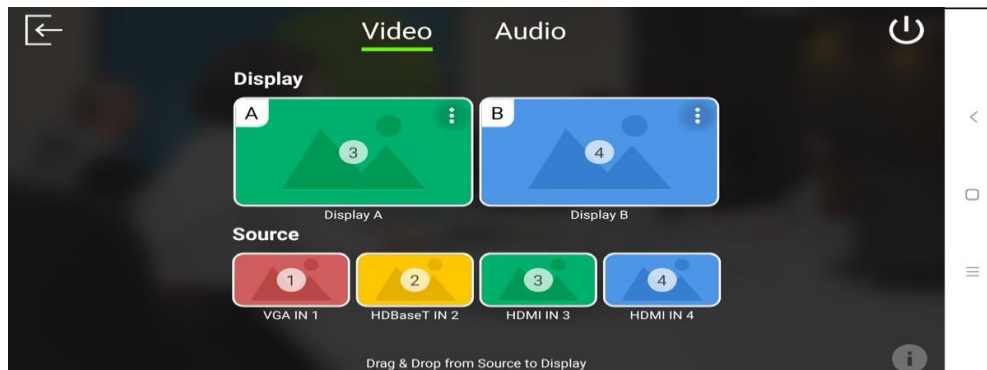 Video Audio
Display
A B
3 4
Display A Display B
Source
1 2 3 4
VGA IN 1 HDBaseT IN 2 HDMI IN 3 HDMI IN 4
Drag & Drop from Source to Display
i